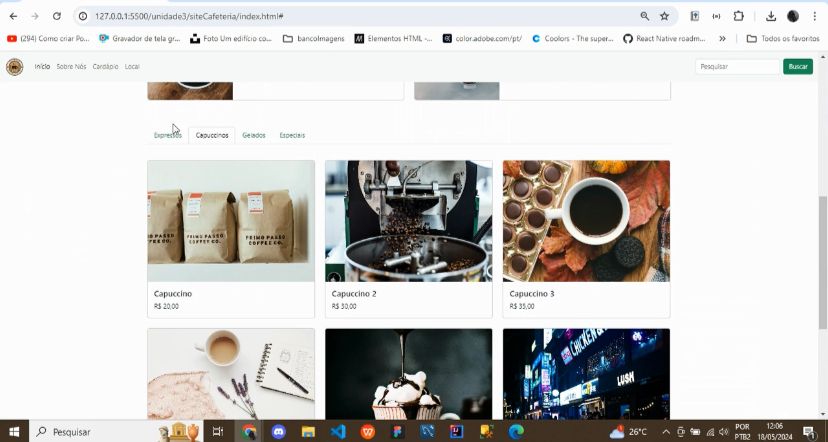 127.0.0.1:5500/unidade3/siteCafeteria/index.html#
(294) Como criar Po...
Gravador de tela gr...
Foto Um edifício co...
bancoImagens
Elementos HTML -...
color.adobe.com/pt/
Coolors - The super...
React Native roadm...
»
Todos os favoritos
Início Sobre Nós Cardápio Local
Pesquisar
Buscar
Expressos Capuccinos Gelados Especiais
PRIMO PASSO
COFFEE CO.
PRIMO PASSO
COFFEE CO.
Capuccino
R$ 20,00
Capuccino 2
R$ 30,00
Capuccino 3
R$ 35,00
CHICKEN &
LUSH
Pesquisar
26°C
POR
PTB2
12:06
18/05/2024